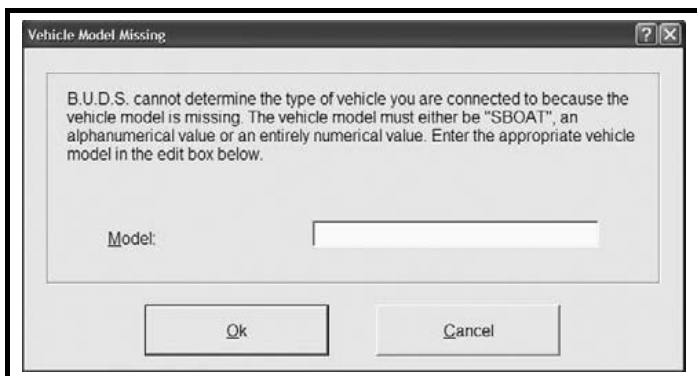 Vehicle Model Missing
B.U.D.S. cannot determine the type of vehicle you are connected to because the
vehicle model is missing. The vehicle model must either be "SBOAT", an
alphanumerical value or an entirely numerical value. Enter the appropriate vehicle
model in the edit box below.
Model:
Ok
Cancel